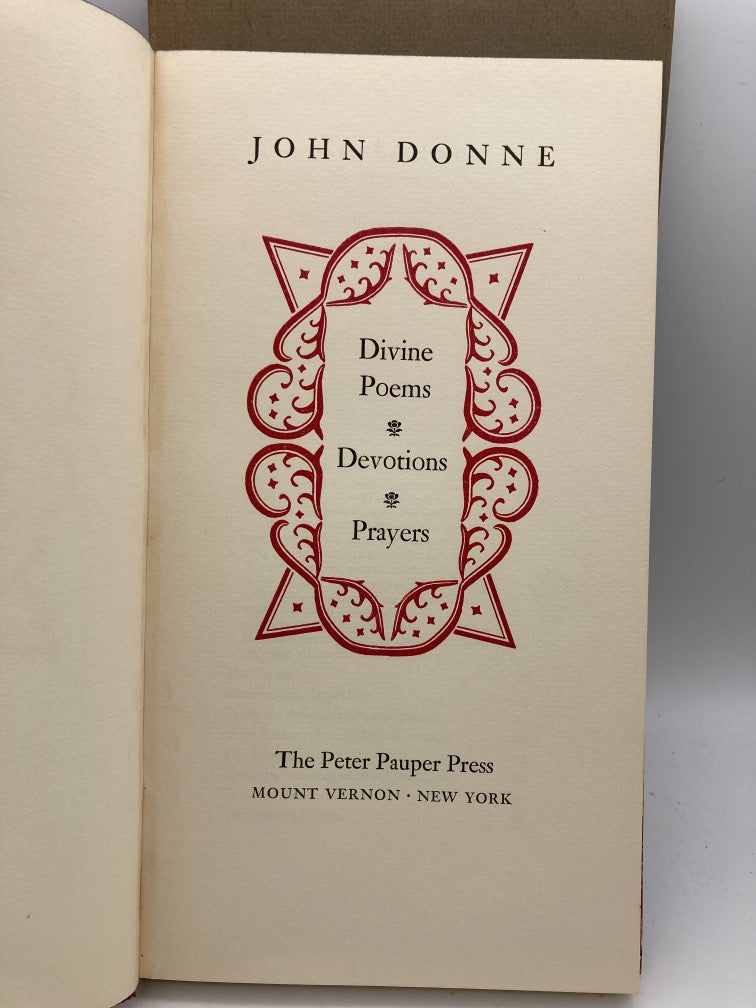 JOHN DONNE
Divine
Poems
Devotions
Prayers
The Peter Pauper Press
MOUNT VERNON · NEW YORK